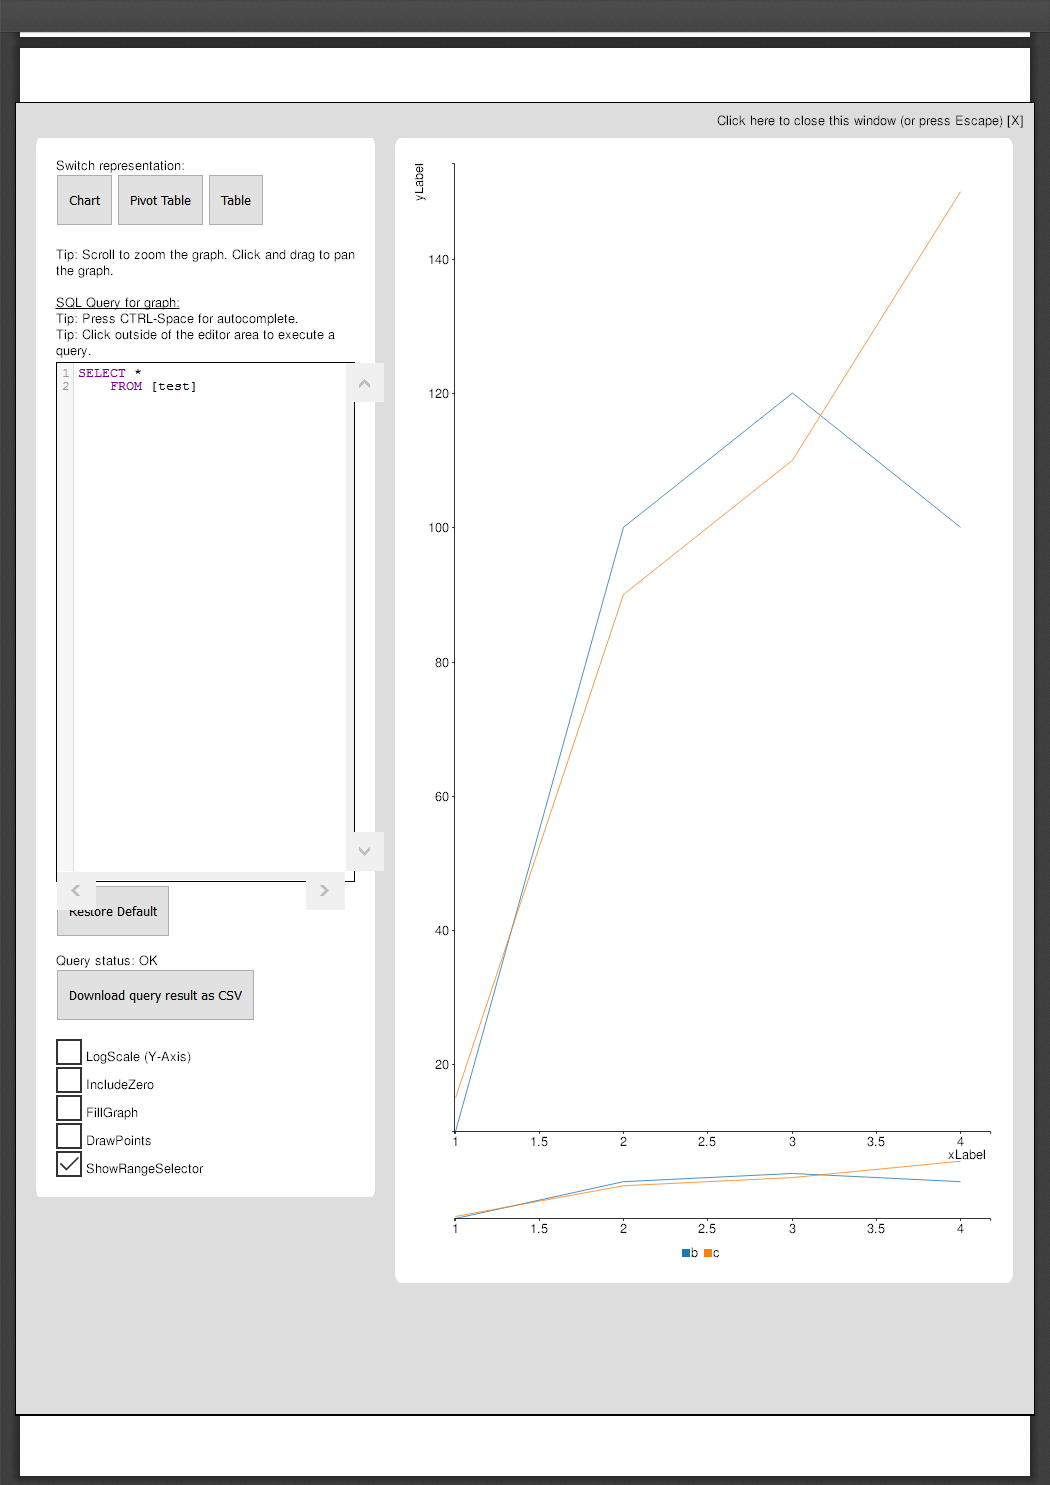 Click here to close this window (or press Escape) [X]
Switch representation:
Chart
Pivot Table
Table
Tip: Scroll to zoom the graph. Click and drag to pan
the graph.
SQL Query for graph:
Tip: Press CTRL-Space for autocomplete.
Tip: Click outside of the editor area to execute a
query.
1 SELECT *
2 FROM [test]
Restore Default
Query status: OK
Download query result as CSV
LogScale (Y-Axis)
IncludeZero
FillGraph
DrawPoints
ShowRangeSelector
yLabel
140
120
100
80
60
40
20
1 1.5 2 2.5 3 3.5 4
xLabel
1 1.5 2 2.5 3 3.5 4
b c